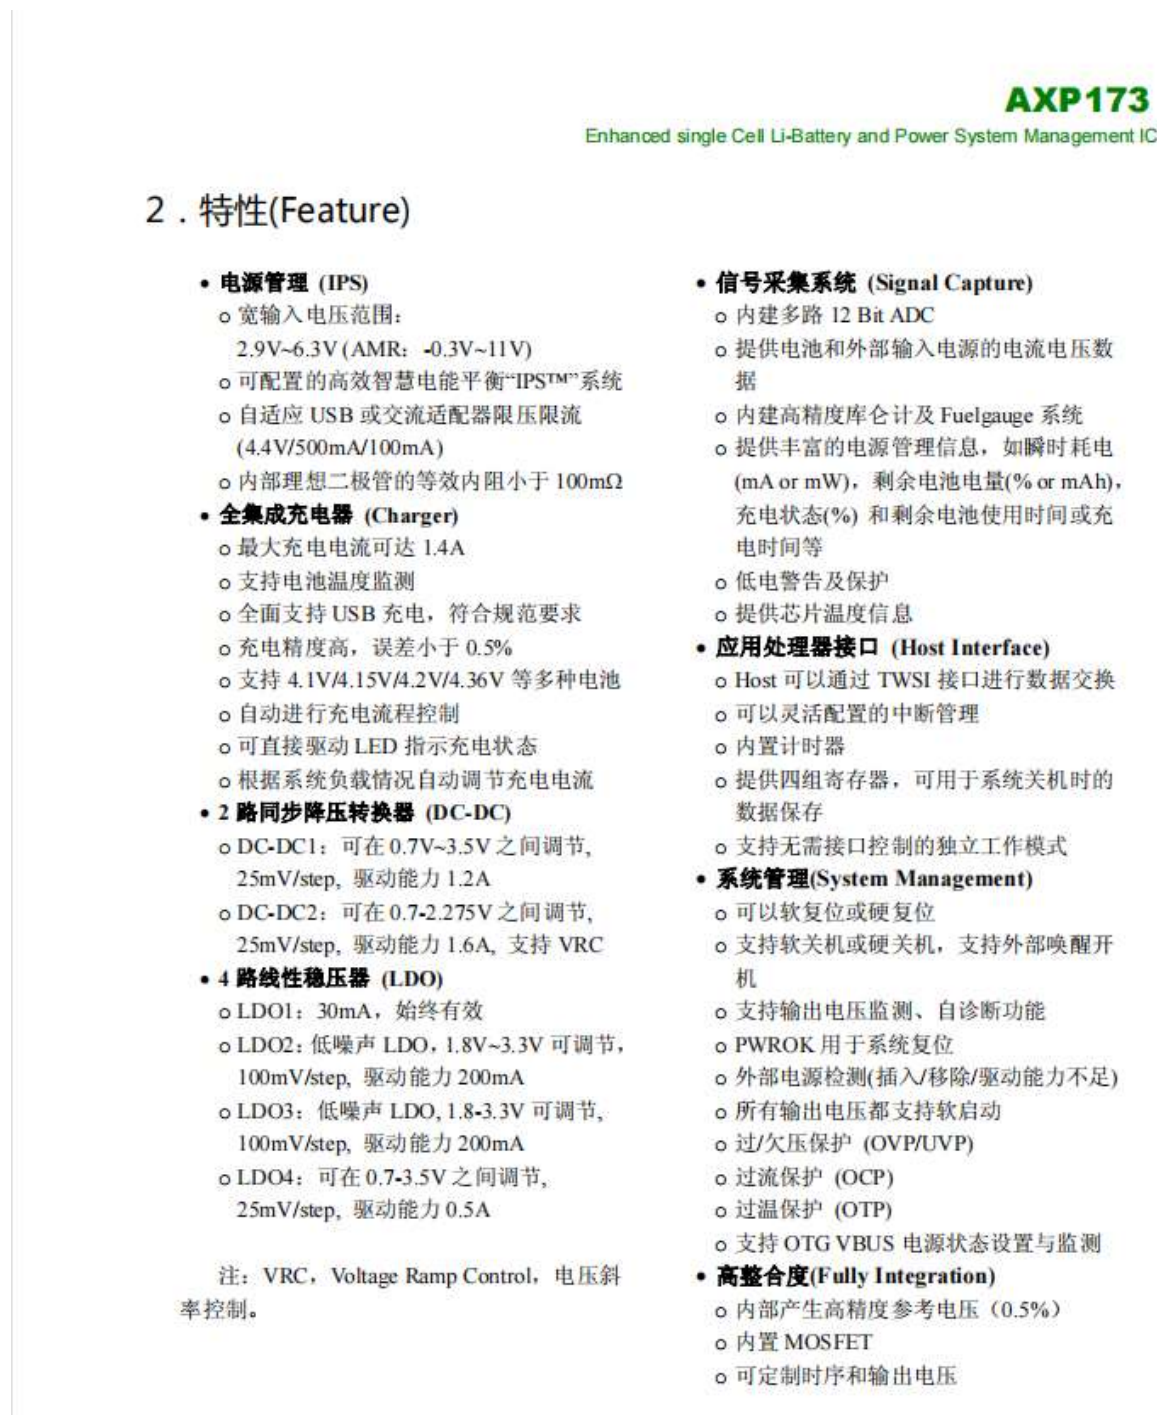 AXP173
Enhanced single Cell Li-Battery and Power System Management IC
2．特性(Feature)
• 电源管理 (IPS)
o 宽输入电压范围：
2.9V~6.3V (AMR：-0.3V~11V)
o 可配置的高效智慧电能平衡“IPS™”系统
o 自适应 USB 或交流适配器限压限流
(4.4V/500mA/100mA)
o 内部理想二极管的等效内阻小于 100mΩ
• 全集成充电器 (Charger)
o 最大充电电流可达 1.4A
o 支持电池温度监测
o 全面支持 USB 充电，符合规范要求
o 充电精度高，误差小于 0.5%
o 支持 4.1V/4.15V/4.2V/4.36V 等多种电池
o 自动进行充电流程控制
o 可直接驱动 LED 指示充电状态
o 根据系统负载情况自动调节充电电流
• 2 路同步降压转换器 (DC-DC)
o DC-DC1：可在 0.7V~3.5V 之间调节,
25mV/step, 驱动能力 1.2A
o DC-DC2：可在 0.7-2.275V 之间调节,
25mV/step, 驱动能力 1.6A, 支持 VRC
• 4 路线性稳压器 (LDO)
o LDO1：30mA，始终有效
o LDO2：低噪声 LDO，1.8V~3.3V 可调节，
100mV/step, 驱动能力 200mA
o LDO3：低噪声 LDO, 1.8-3.3V 可调节,
100mV/step, 驱动能力 200mA
o LDO4：可在 0.7-3.5V 之间调节,
25mV/step, 驱动能力 0.5A
注：VRC，Voltage Ramp Control，电压斜
率控制。
• 信号采集系统 (Signal Capture)
o 内建多路 12 Bit ADC
o 提供电池和外部输入电源的电流电压数
据
o 内建高精度库仑计及 Fuelgauge 系统
o 提供丰富的电源管理信息，如瞬时耗电
(mA or mW)，剩余电池电量(% or mAh)，
充电状态(%) 和剩余电池使用时间或充
电时间等
o 低电警告及保护
o 提供芯片温度信息
• 应用处理器接口 (Host Interface)
o Host 可以通过 TWSI 接口进行数据交换
o 可以灵活配置的中断管理
o 内置计时器
o 提供四组寄存器，可用于系统关机时的
数据保存
o 支持无需接口控制的独立工作模式
• 系统管理(System Management)
o 可以软复位或硬复位
o 支持软关机或硬关机，支持外部唤醒开
机
o 支持输出电压监测、自诊断功能
o PWROK 用于系统复位
o 外部电源检测(插入/移除/驱动能力不足)
o 所有输出电压都支持软启动
o 过/欠压保护 (OVP/UVP)
o 过流保护 (OCP)
o 过温保护 (OTP)
o 支持 OTG VBUS 电源状态设置与监测
• 高整合度(Fully Integration)
o 内部产生高精度参考电压（0.5%）
o 内置 MOSFET
o 可定制时序和输出电压